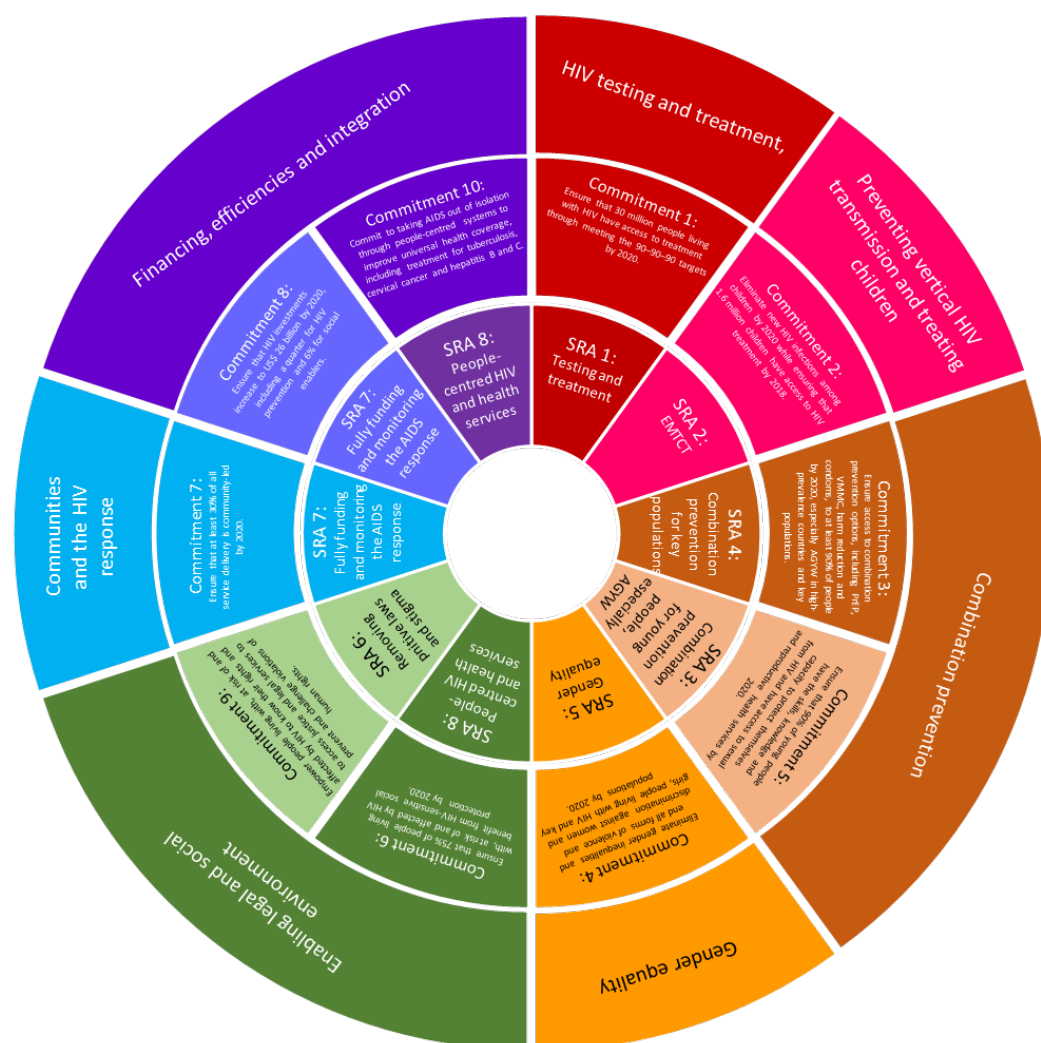 HIV testing and treatment,
Preventing vertical HIV
transmission and treating
children
Combination prevention
Gender equality
Enabling legal and social
environment
Communities
and the HIV
response
Financing, efficiencies and integration
Commitment 1:
Ensure that 30 million people living
with HIV have access to treatment
through meeting the 90–90–90 targets
by 2020.
Commitment 2:
Eliminate new HIV infections among
children by 2020 while ensuring that
1.6 million children have access to HIV
treatment by 2018.
Commitment 3:
Ensure access to combination
prevention options, including PrEP,
VMMC, harm reduction and
condoms, to at least 90% of people
by 2020, especially AGYW in high-
prevalence countries and key
populations.
Commitment 5:
Ensure that 90% of young people
have the skills, knowledge and
capacity to protect themselves
from HIV and have access to sexual
and reproductive health services by
2020.
Commitment 4:
Eliminate gender inequalities and
end all forms of violence and
discrimination against women and
girls, people living with HIV and key
populations by 2020.
Commitment 6:
Ensure that 75% of people living
with, at risk of and affected by HIV
benefit from HIV-sensitive social
protection by 2020.
Commitment 9:
Empower people living with, at risk of and
affected by HIV to know their rights and
to access justice and legal services to
prevent and challenge violations of
human rights.
Commitment 7:
Ensure that at least 30% of all
service delivery is community-led
by 2020.
Commitment 8:
Ensure that HIV investments
increase to US$ 26 billion by 2020,
including a quarter for HIV
prevention and 6% for social
enablers.
Commitment 10:
Commit to taking AIDS out of isolation
through people-centred systems to
improve universal health coverage,
including treatment for tuberculosis,
cervical cancer and hepatitis B and C.
SRA 1:
Testing and
treatment
SRA 2:
EMTCT
SRA 4:
Combination
prevention
for key
populations
SRA 3:
Combination
prevention
for young
people,
especially
AGYW
SRA 5:
Gender
equality
SRA 8:
People-
centred HIV
and health
services
SRA 6:
Removing
punitive laws
and stigma
SRA 7:
Fully funding
and monitoring
the AIDS
response
SRA 7:
Fully funding
and monitoring
the AIDS
response
SRA 8:
People-
centred HIV
and health
services